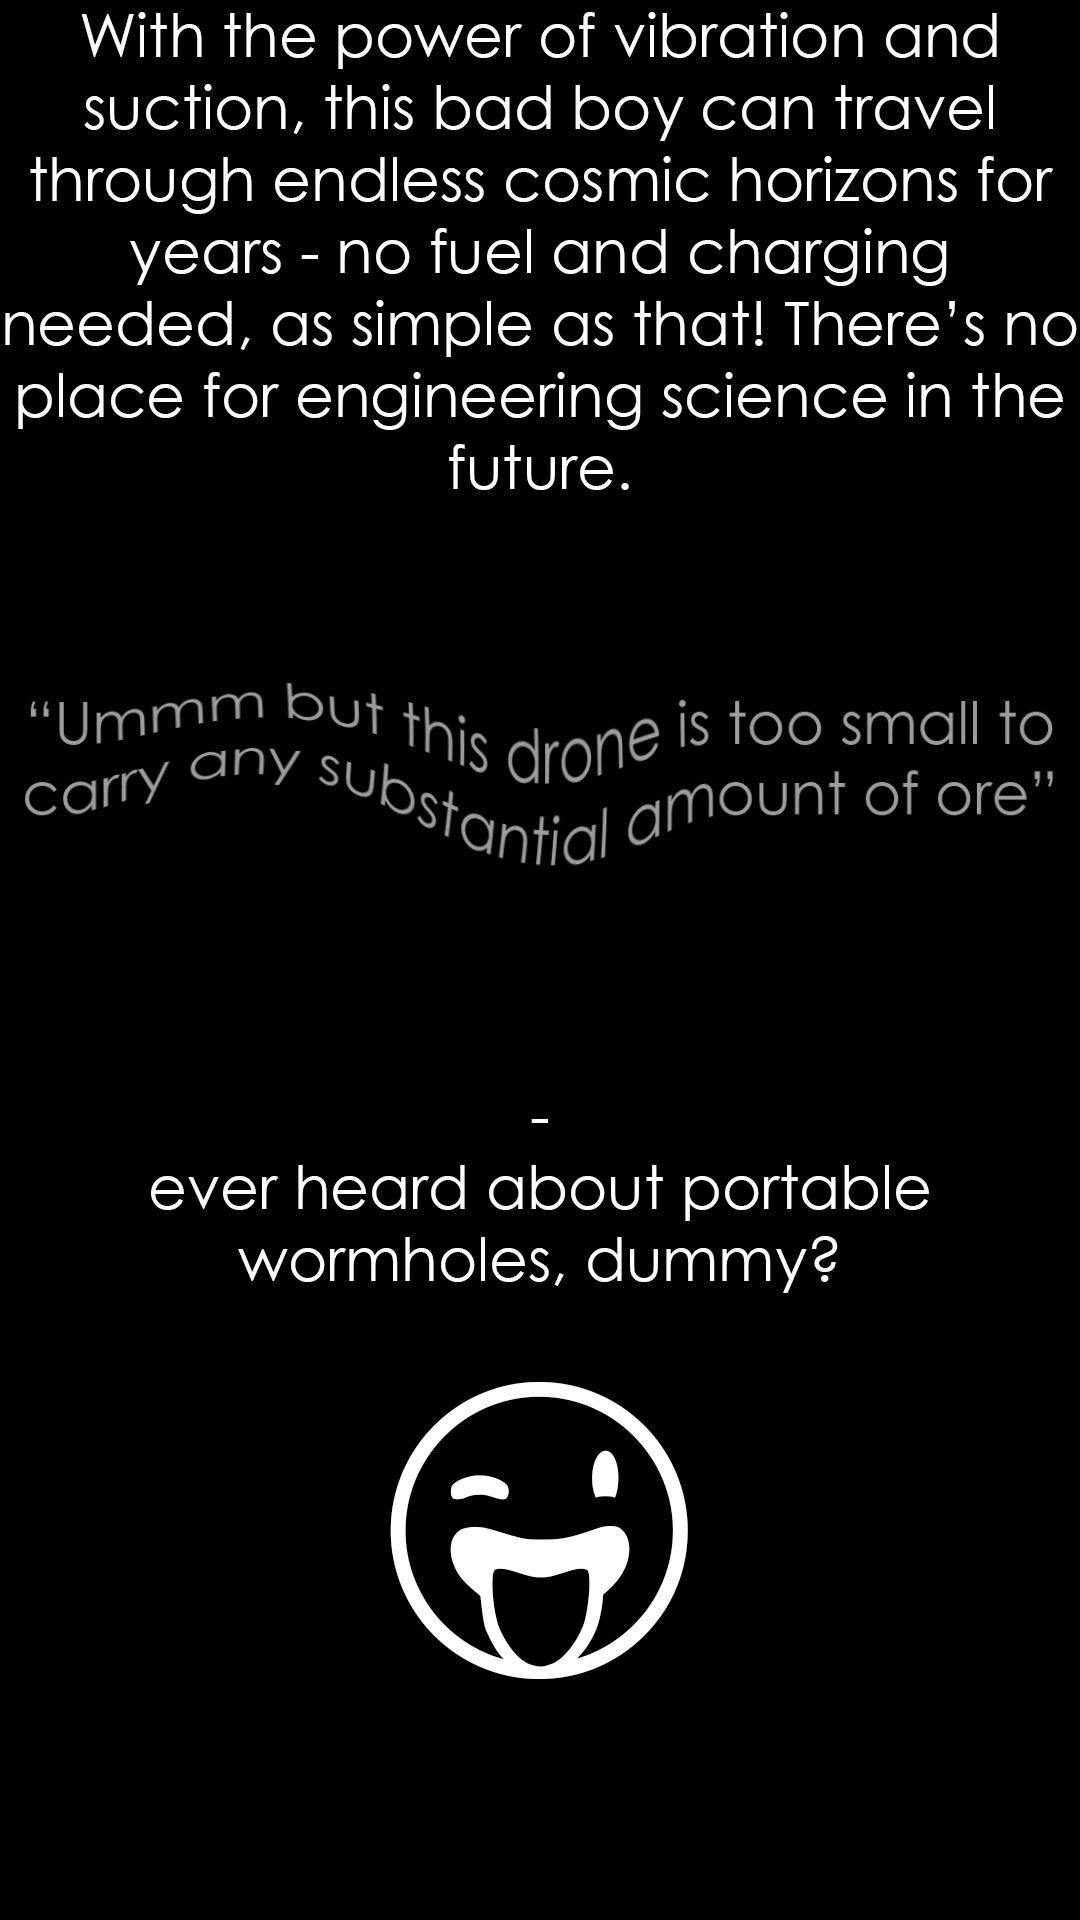 With the power of vibration and
suction, this bad boy can travel
through endless cosmic horizons for
years - no fuel and charging
needed, as simple as that! There’s no
place for engineering science in the
future.
“Ummm but this drone is too small to
carry any substantial amount of ore”
-
ever heard about portable
wormholes, dummy?